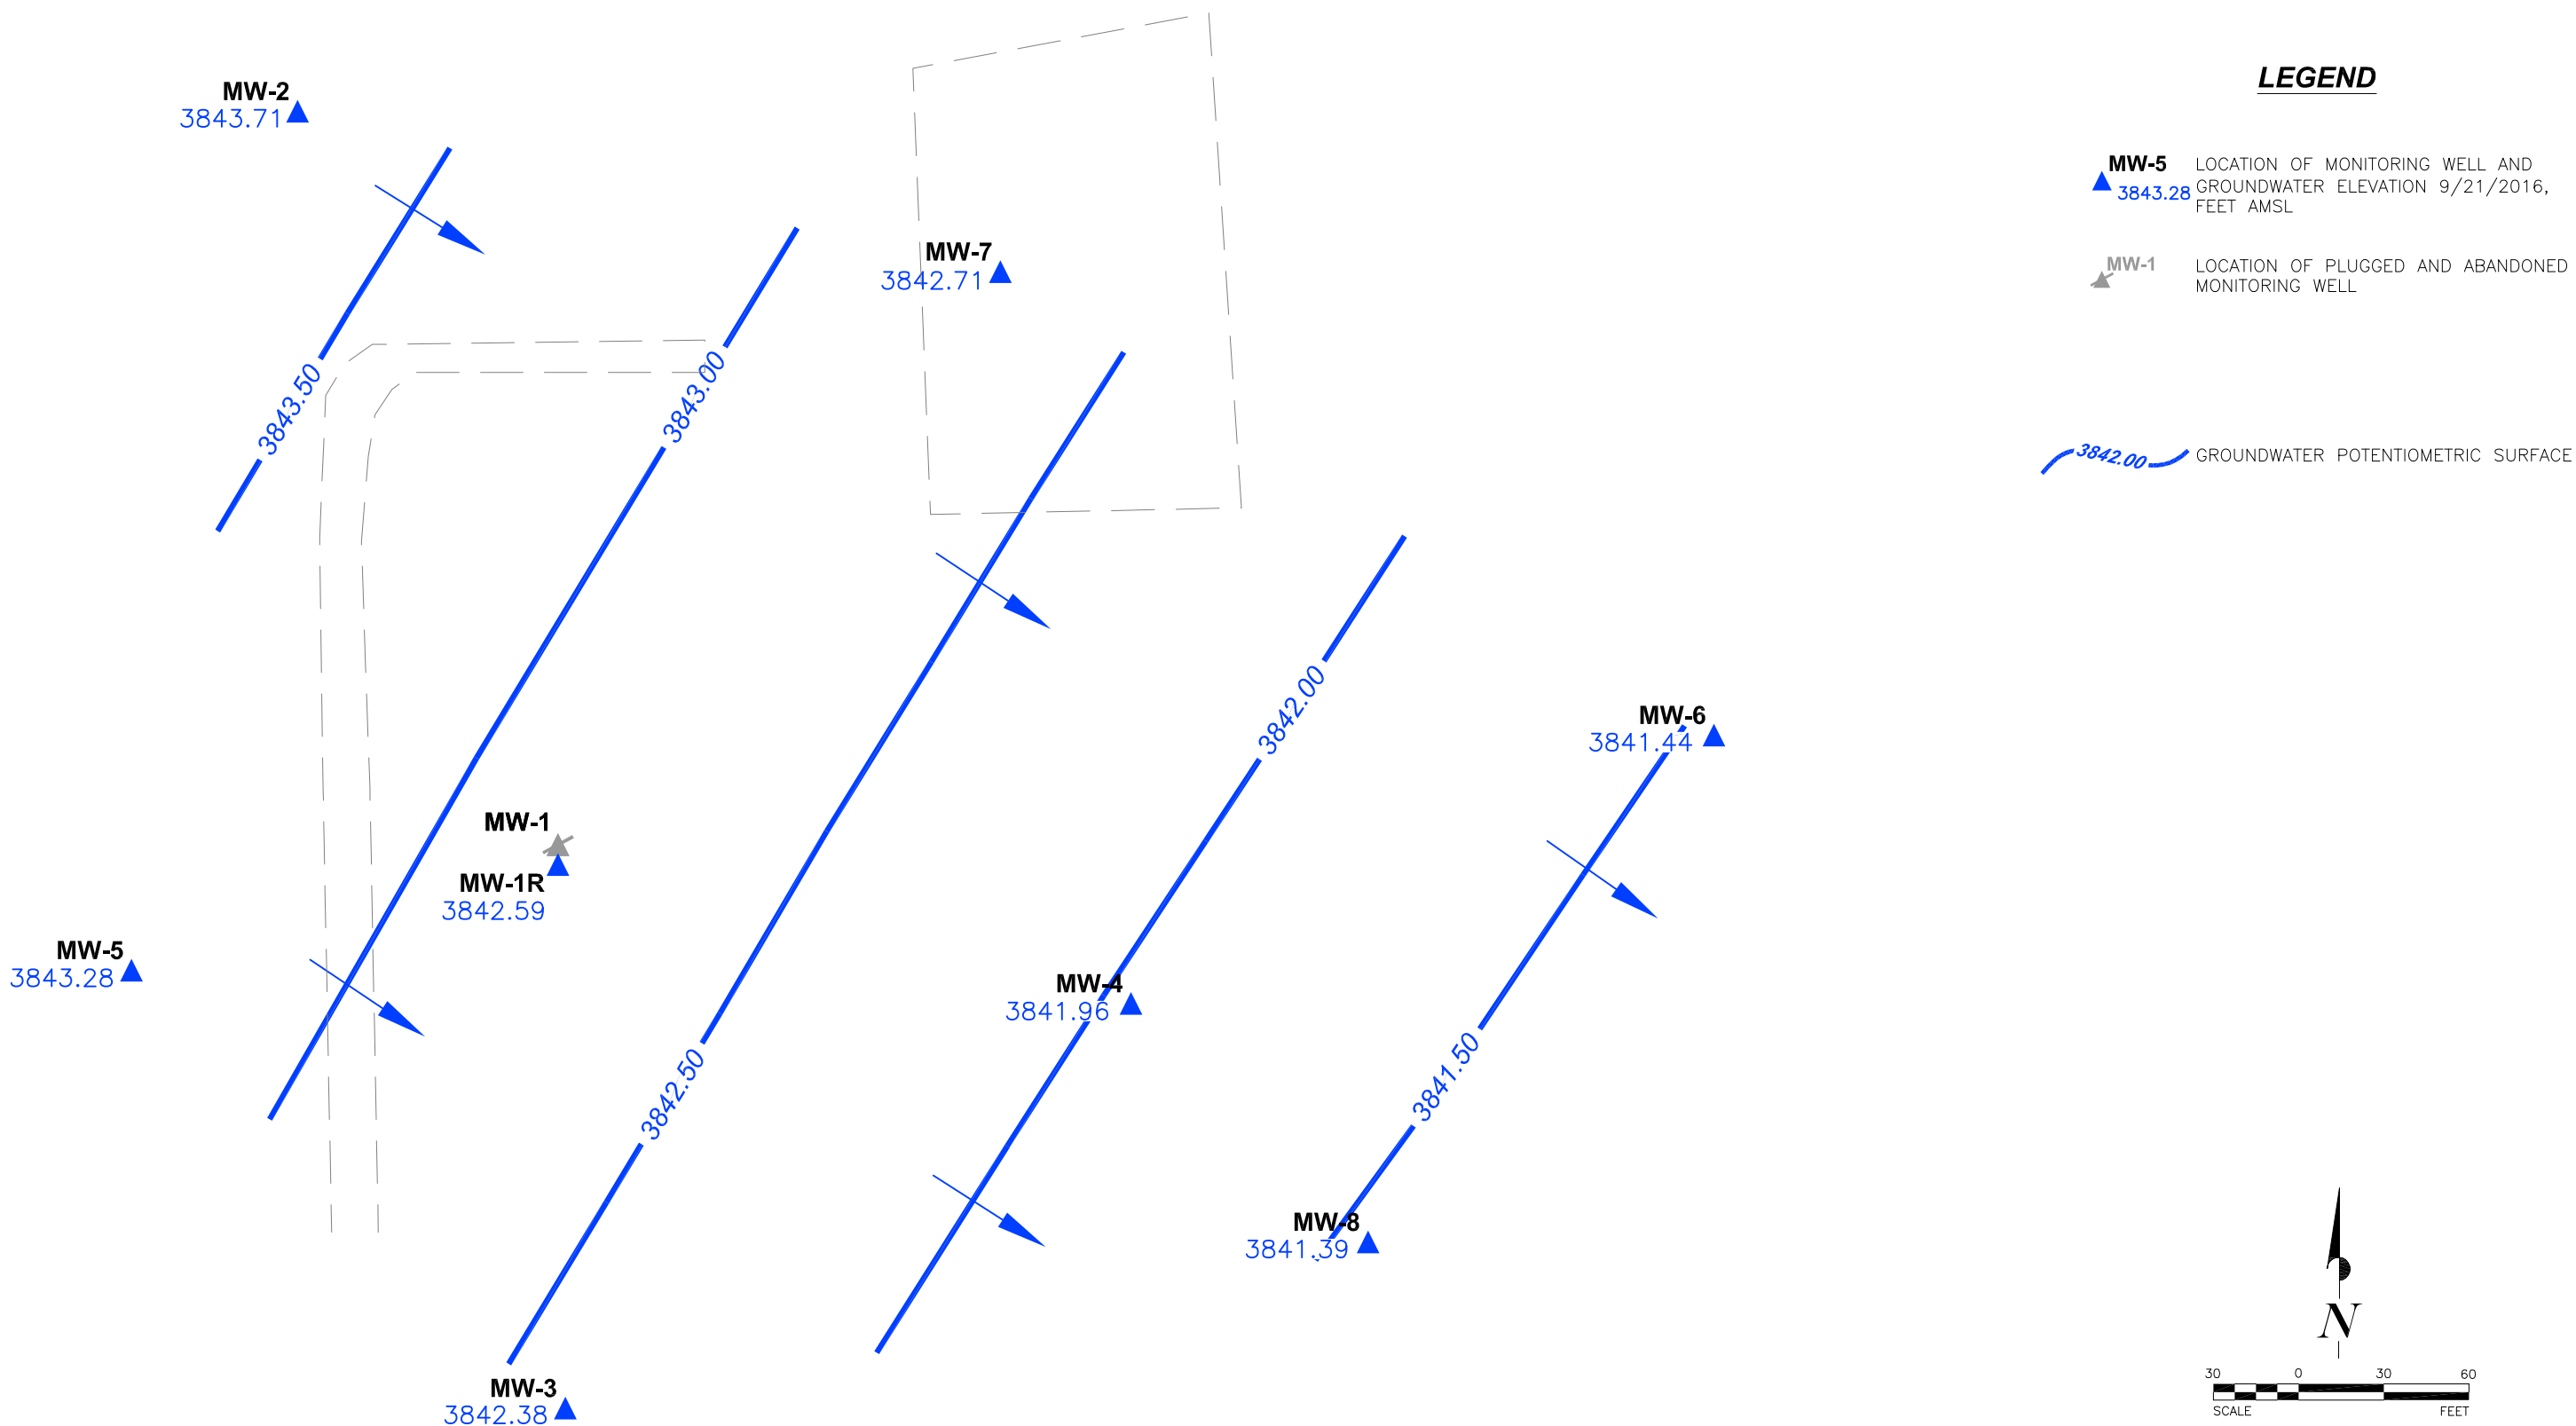 LEGEND
MW-2
3843.71
MW-5
3843.28
LOCATION OF MONITORING WELL AND
GROUNDWATER ELEVATION 9/21/2016,
FEET AMSL
MW-7
3842.71
MW-1
LOCATION OF PLUGGED AND ABANDONED
MONITORING WELL
3843.50
3843.00
3842.00
GROUNDWATER POTENTIOMETRIC SURFACE
3842.00
MW-6
3841.44
MW-1
MW-1R
3842.59
MW-5
3843.28
MW-4
3841.96
3842.50
3841.50
MW-8
3841.39
N
MW-3
3842.38
30 0 30 60
SCALE FEET